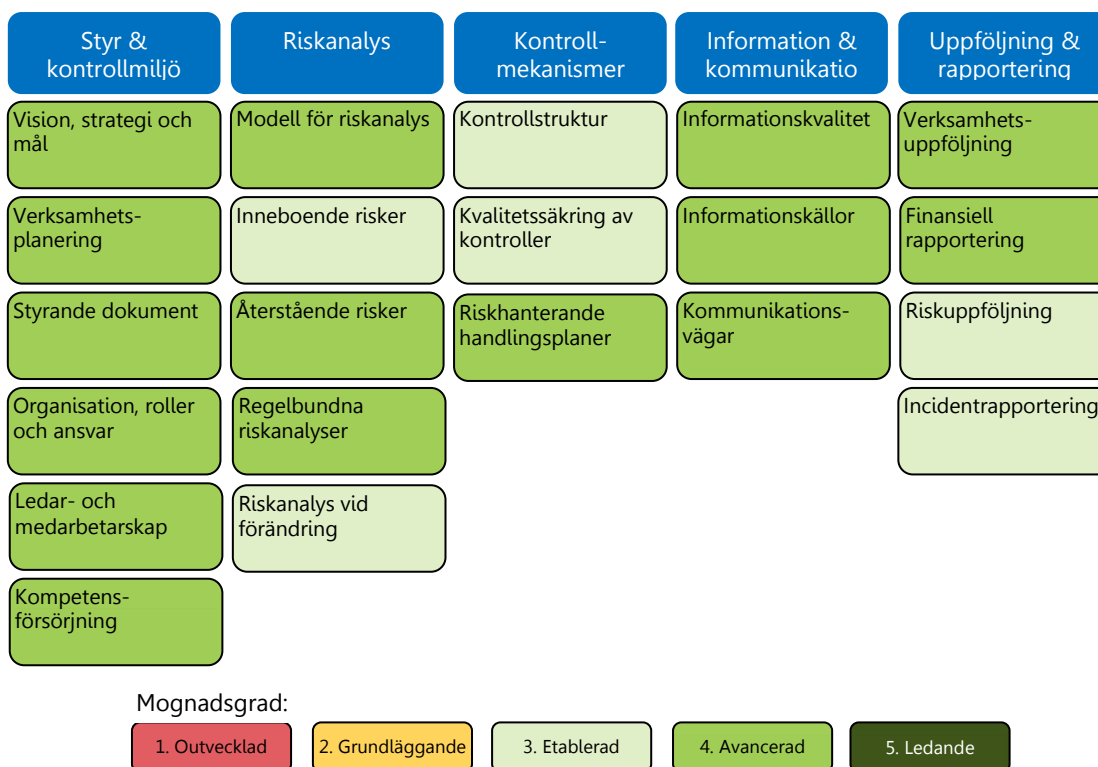 Styr &
kontrollmiljö
Riskanalys
Kontroll-
mekanismer
Information &
kommunikatio
Uppföljning &
rapportering
Vision, strategi och
mål
Modell för riskanalys
Kontrollstruktur
Informationskvalitet
Verksamhets-
uppföljning
Verksamhets-
planering
Inneboende risker
Kvalitetssäkring av
kontroller
Informationskällor
Finansiell
rapportering
Styrande dokument
Återstående risker
Riskhanterande
handlingsplaner
Kommunikations-
vägar
Riskuppföljning
Organisation, roller
och ansvar
Regelbundna
riskanalyser
Incidentrapportering
Ledar- och
medarbetarskap
Riskanalys vid
förändring
Kompetens-
försörjning
Mognadsgrad:
1. Outvecklad
2. Grundläggande
3. Etablerad
4. Avancerad
5. Ledande